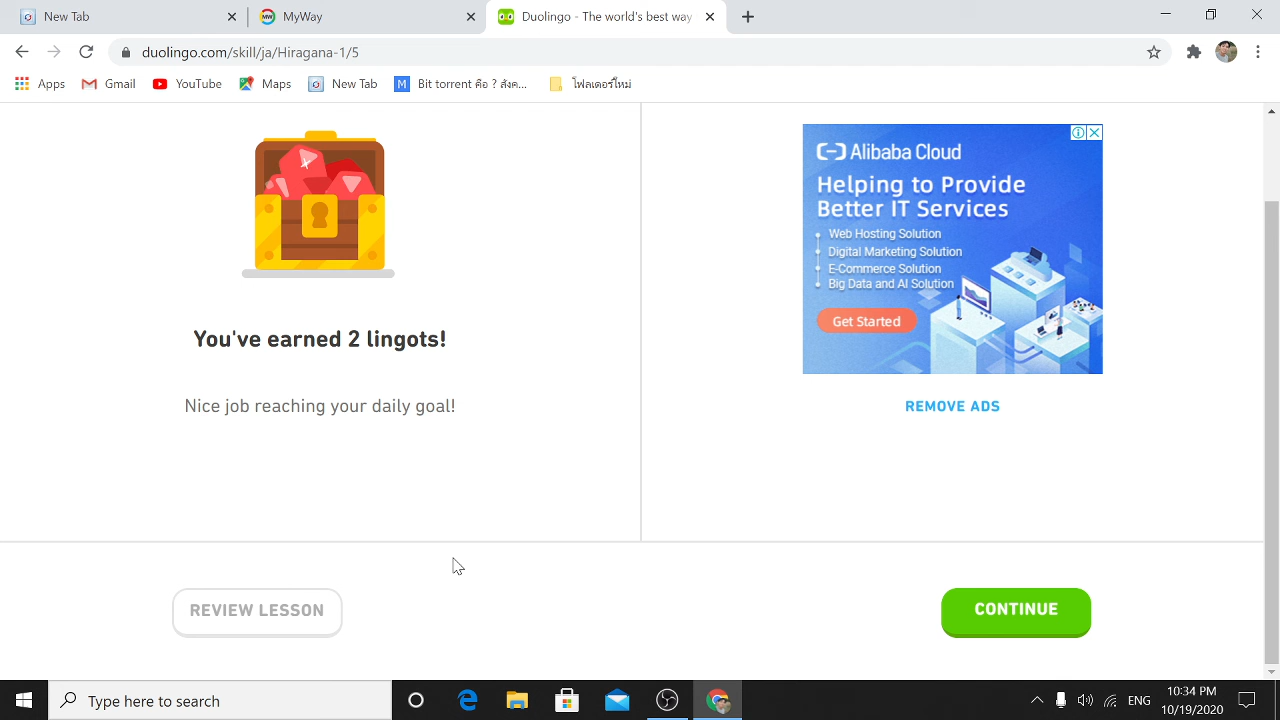 New Tab
MyWay
Duolingo - The world's best way
duolingo.com/skill/ja/Hiragana-1/5
Apps
Gmail
YouTube
Maps
New Tab
M
Bit torrent คือ ? สังค...
โฟลเดอร์ใหม่
You've earned 2 lingots!
Nice job reaching your daily goal!
Alibaba Cloud
Helping to Provide
Better IT Services
Web Hosting Solution
Digital Marketing Solution
E-Commerce Solution
Big Data and AI Solution
Get Started
REMOVE ADS
REVIEW LESSON
CONTINUE
Type here to search
ENG
10:34 PM
10/19/2020